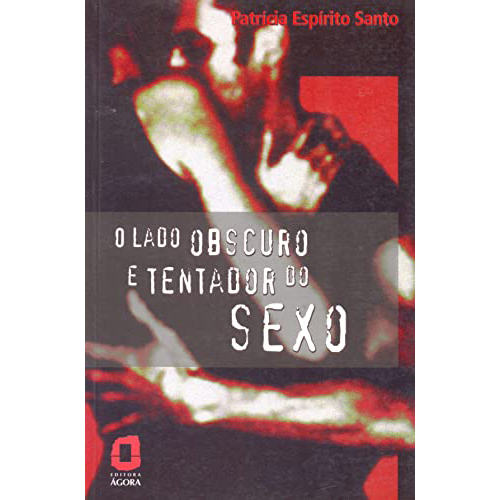 Patrícia Espírito Santo
O LADO OBSCURO
E TENTADOR DO
SEXO
EDITORA
ÁGORA